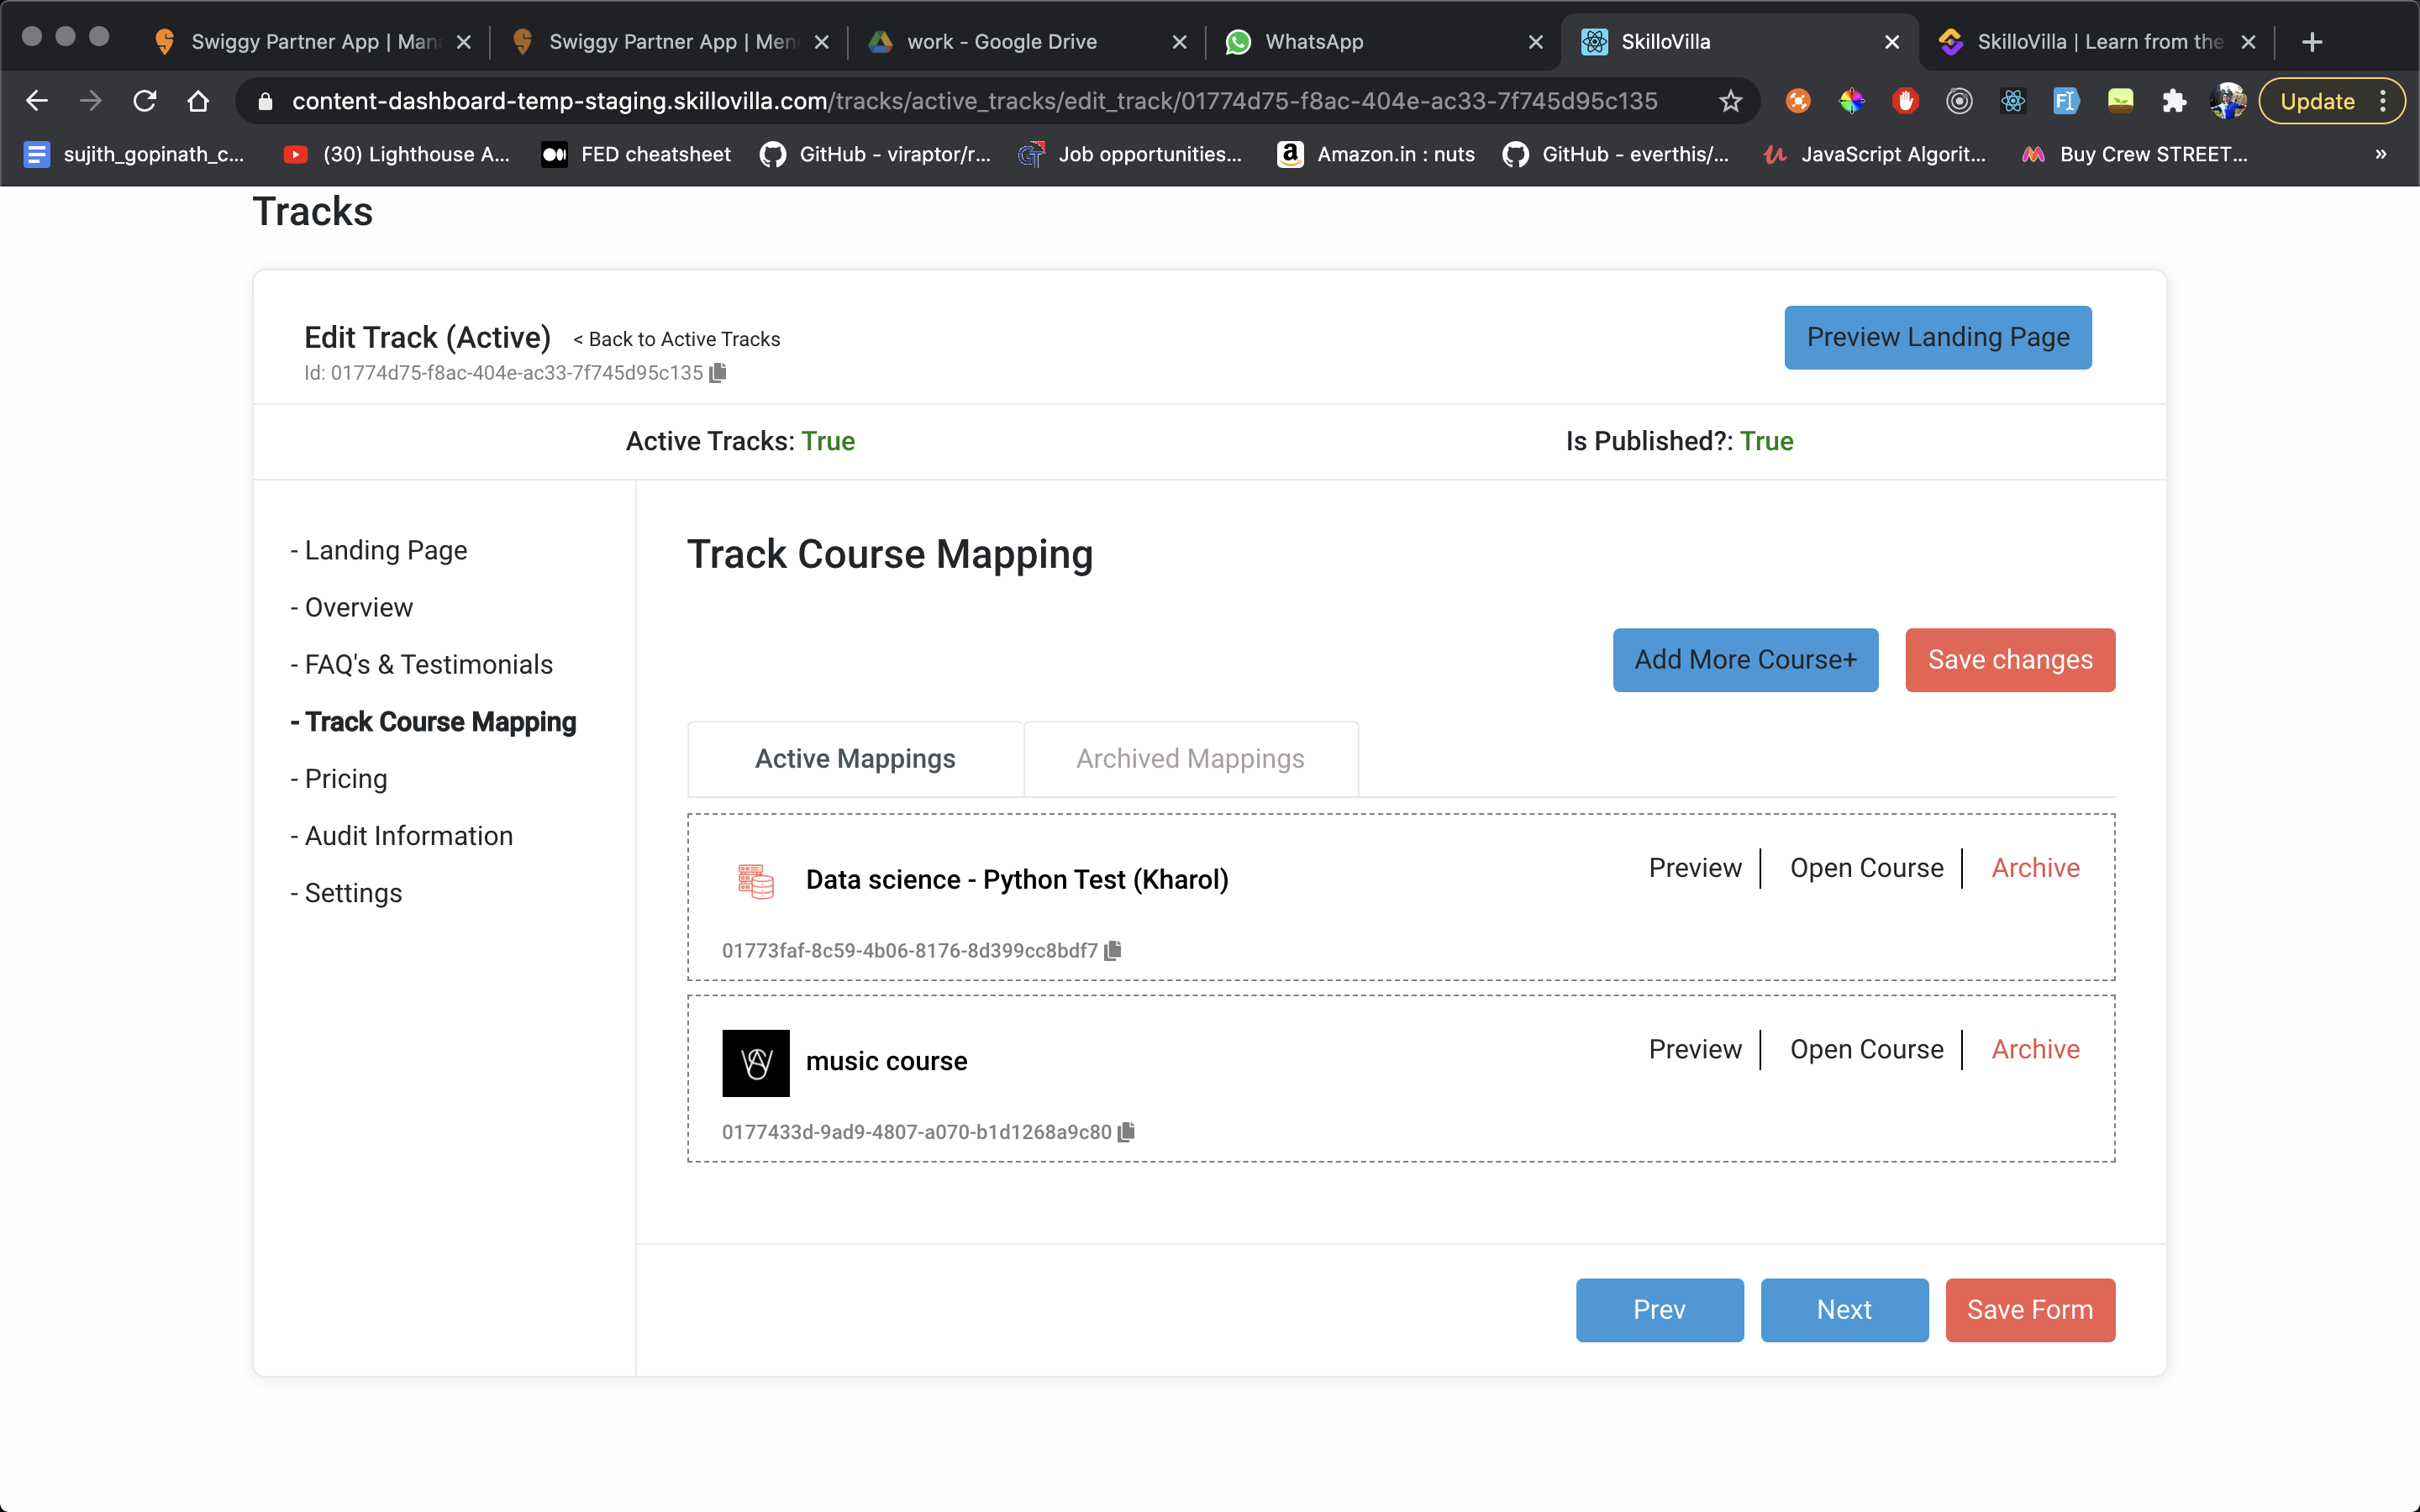 Swiggy Partner App | Man
Swiggy Partner App | Men
work - Google Drive
WhatsApp
SkilloVilla
SkilloVilla | Learn from the
content-dashboard-temp-staging.skillovilla.com/tracks/active_tracks/edit_track/01774d75-f8ac-404e-ac33-7f745d95c135
Update
sujith_gopinath_c...
(30) Lighthouse A...
FED cheatsheet
GitHub - viraptor/r...
Job opportunities...
Amazon.in : nuts
GitHub - everthis/...
JavaScript Algorit...
Buy Crew STREET...
»
Tracks
Edit Track (Active) < Back to Active Tracks
Preview Landing Page
Id: 01774d75-f8ac-404e-ac33-7f745d95c135
Active Tracks: True
Is Published?: True
- Landing Page
- Overview
- FAQ's & Testimonials
- Track Course Mapping
- Pricing
- Audit Information
- Settings
Track Course Mapping
Add More Course+
Save changes
Active Mappings
Archived Mappings
Data science - Python Test (Kharol)
Preview
Open Course
Archive
01773faf-8c59-4b06-8176-8d399cc8bdf7
music course
Preview
Open Course
Archive
0177433d-9ad9-4807-a070-b1d1268a9c80
Prev
Next
Save Form